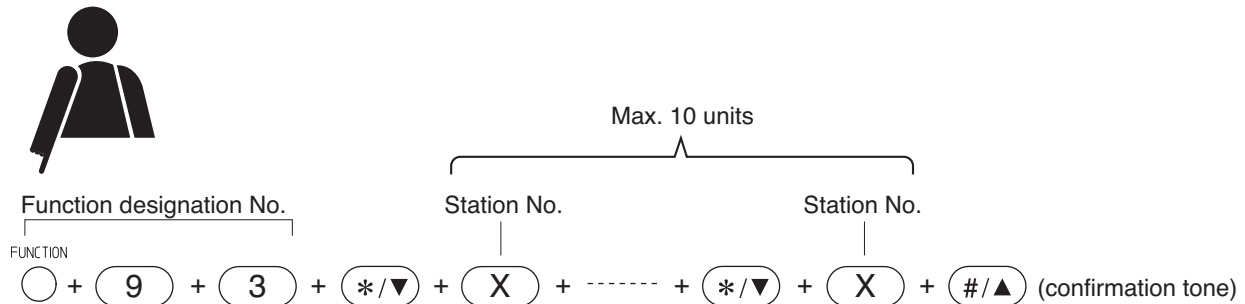 Max. 10 units
Function designation No. Station No. Station No.
FUNCTION
+ 9 + 3 + */▼ + X + ------- + */▼ + X + #/▲ (confirmation tone)